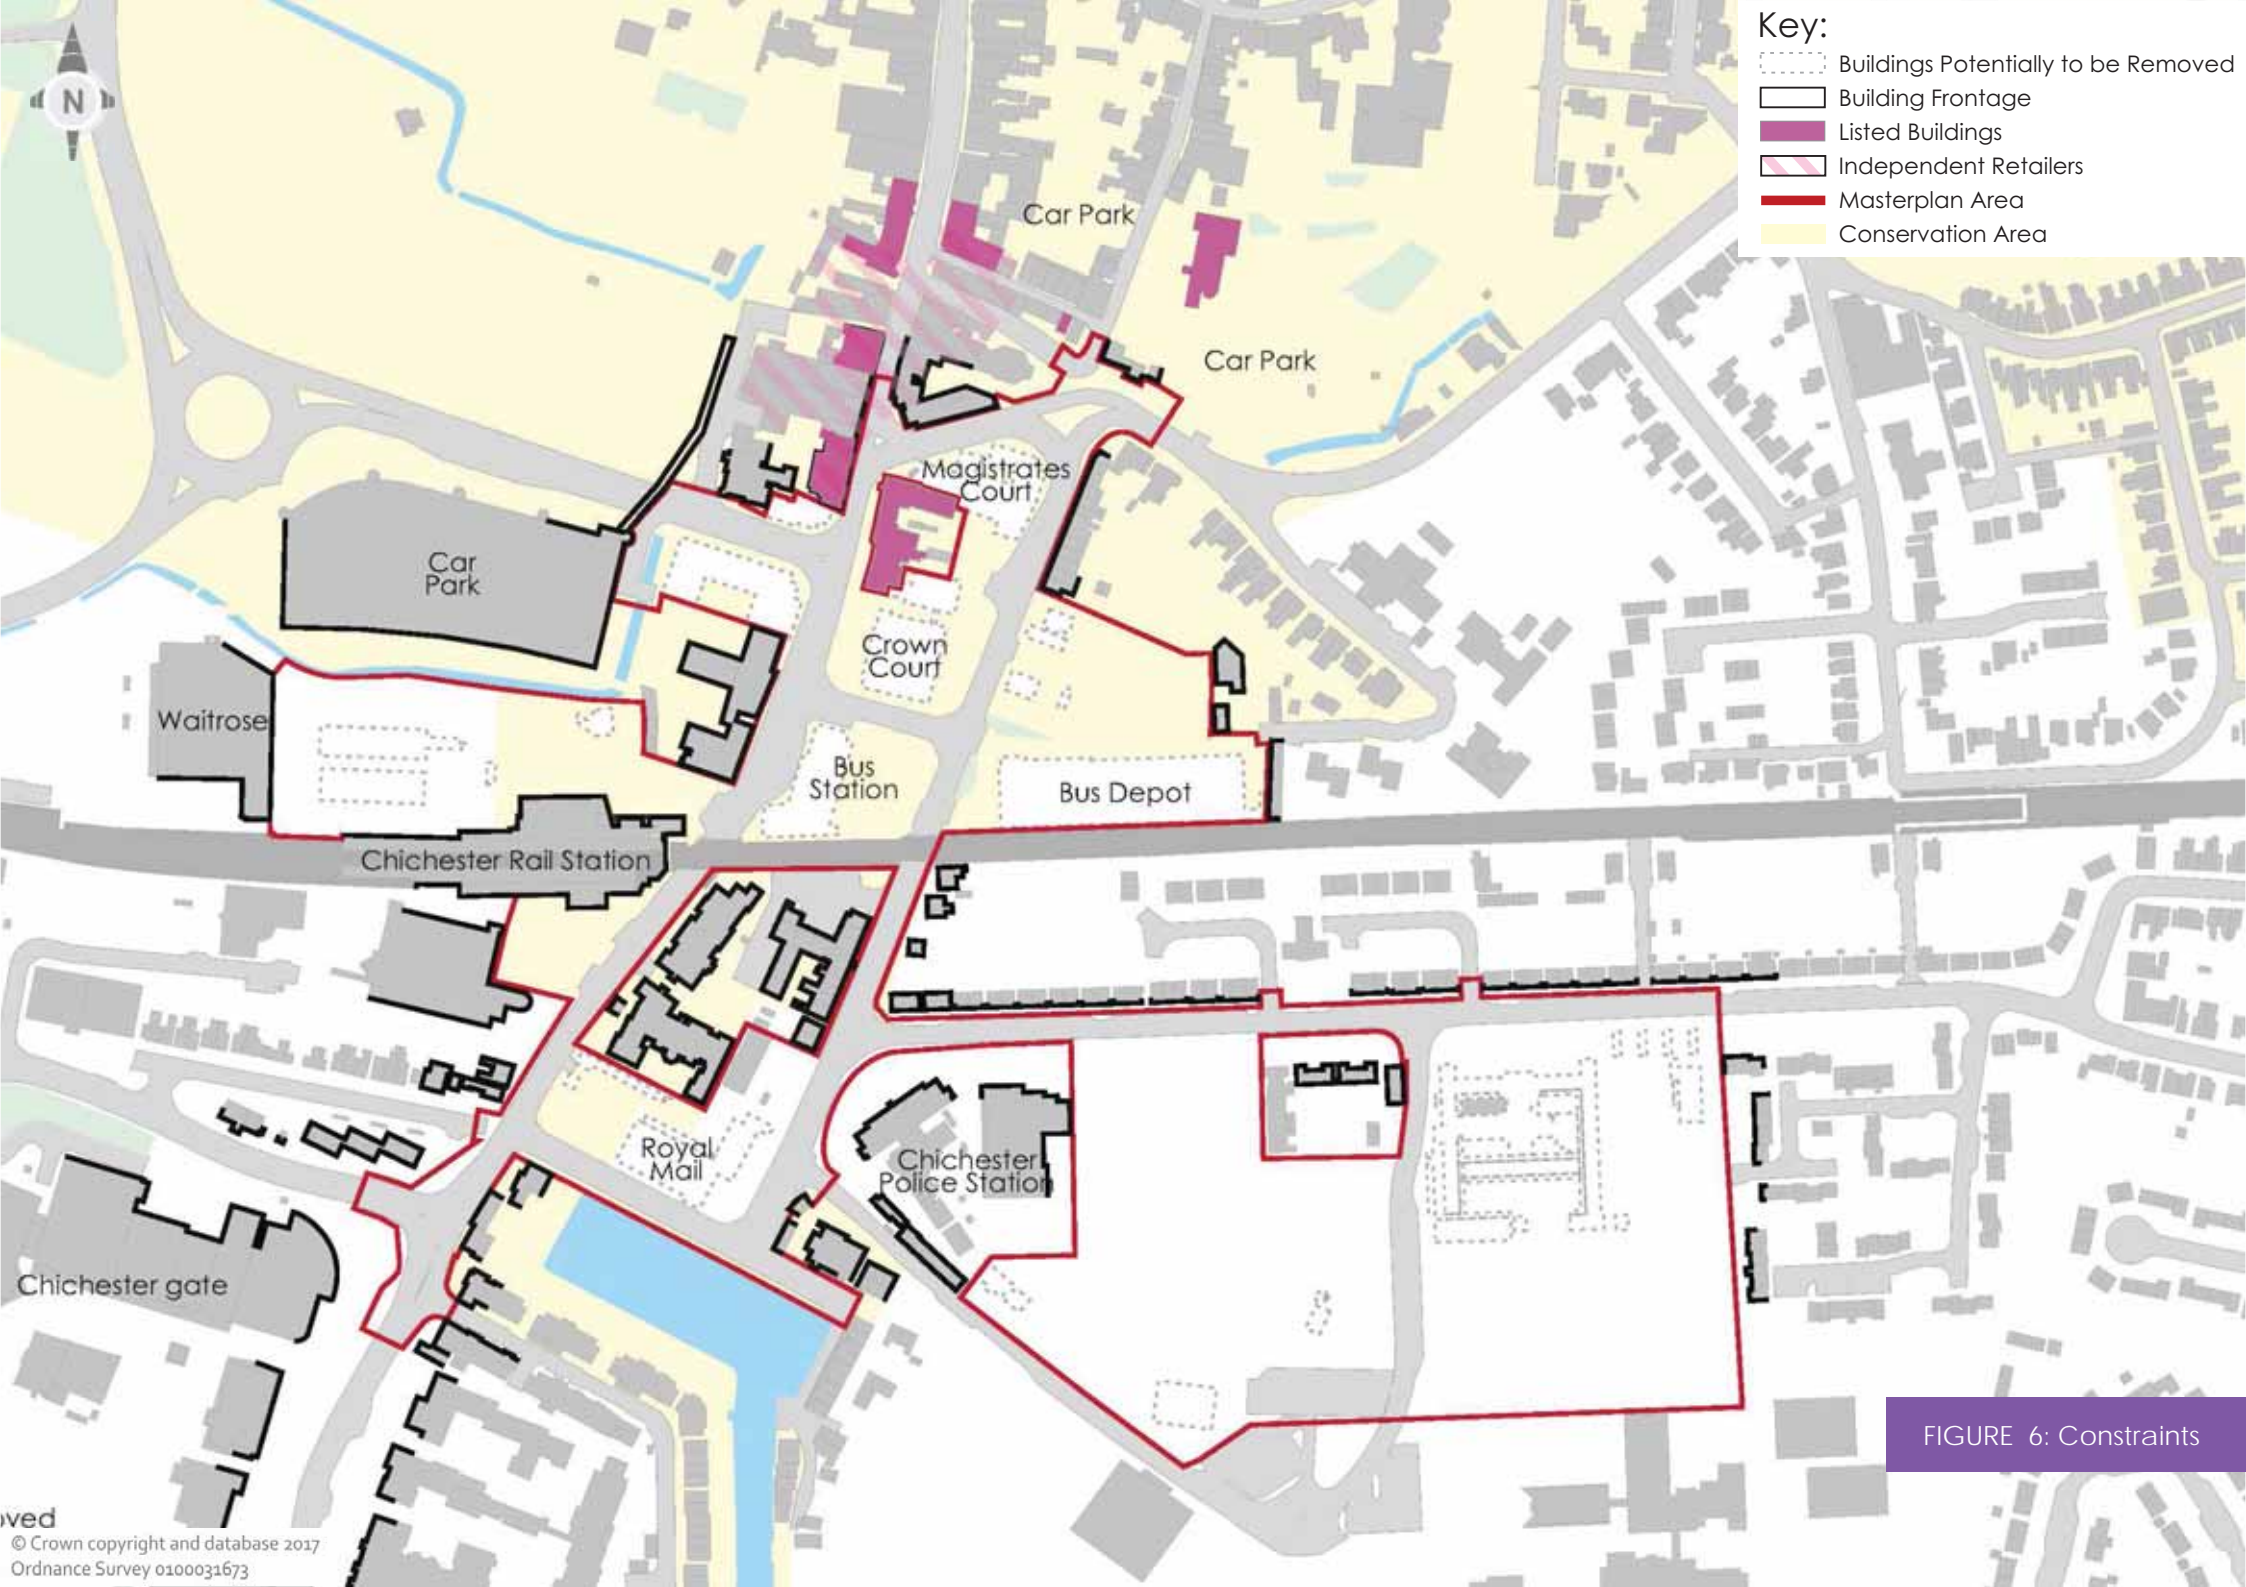 Key:
Buildings Potentially to be Removed
Building Frontage
Listed Buildings
Independent Retailers
Masterplan Area
Conservation Area
N
Car Park
Car Park
Magistrates
Court
Car
Park
Crown
Court
Waitrose
Bus
Station
Bus Depot
Chichester Rail Station
Royal
Mail
Chichester
Police Station
Chichester gate
FIGURE 6: Constraints
oved
© Crown copyright and database 2017
Ordnance Survey 0100031673